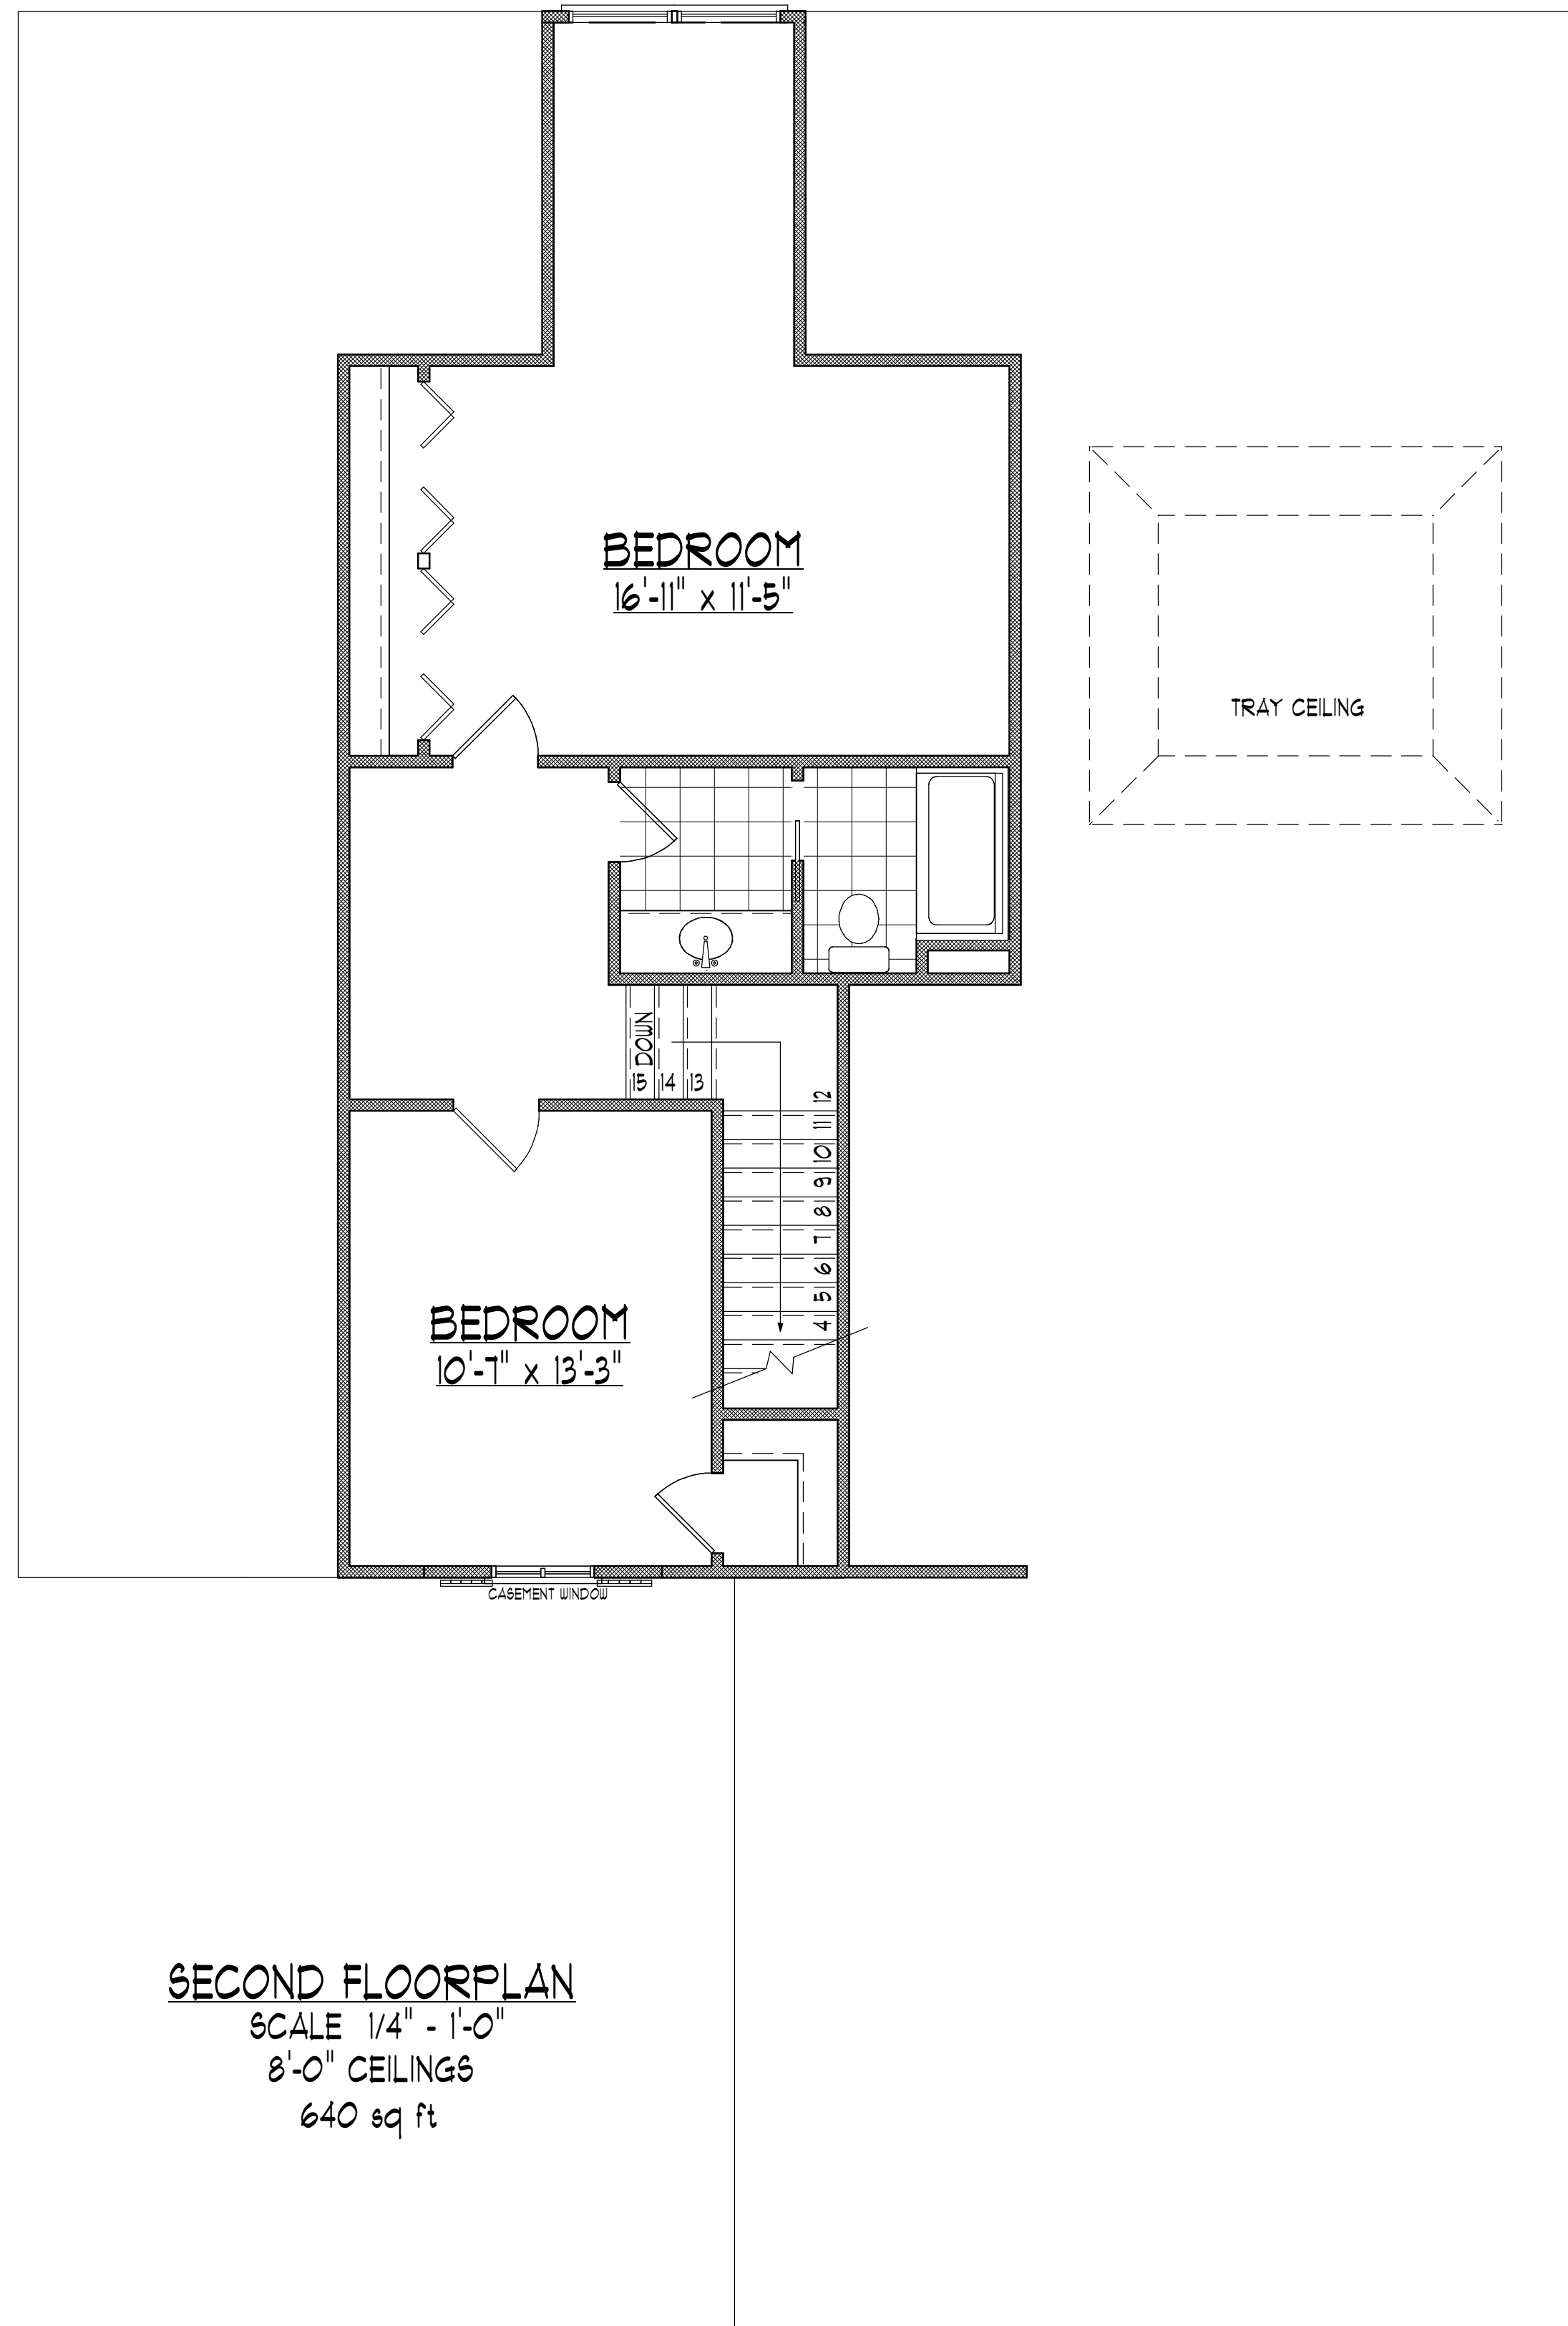 BEDROOM
16'-11" x 11'-5"
TRAY CEILING
DOWN
15 14 13
12
11
10
9
8
7
6
5
4
BEDROOM
10'-7" x 13'-3"
CASEMENT WINDOW
SECOND FLOORPLAN
SCALE 1/4" - 1'-0"
8'-0" CEILINGS
640 sq ft